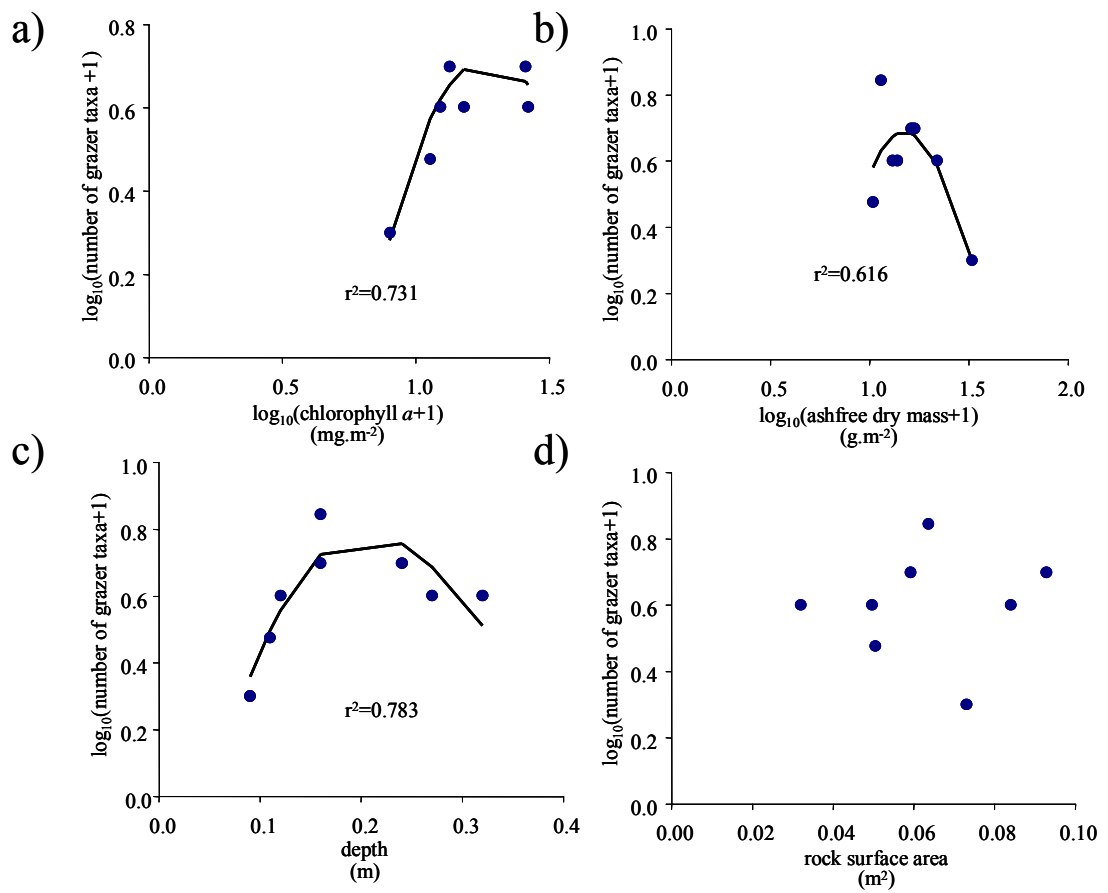 a)
log10(number of grazer taxa +1)
0.8
0.6
0.4
0.2
0.0
r²=0.731
0.0 0.5 1.0 1.5
log10(chlorophyll a+1)
(mg.m-2)
b)
log10(number of grazer taxa+1)
1.0
0.8
0.6
0.4
0.2
0.0
r²=0.616
0.0 0.5 1.0 1.5 2.0
log10(ashfree dry mass+1)
(g.m-2)
c)
log10(number of grazer taxa+1)
1.0
0.8
0.6
0.4
0.2
0.0
r²=0.783
0.0 0.1 0.2 0.3 0.4
depth
(m)
d)
log10(number of grazer taxa+1)
1.0
0.8
0.6
0.4
0.2
0.0
0.00 0.02 0.04 0.06 0.08 0.10
rock surface area
(m²)